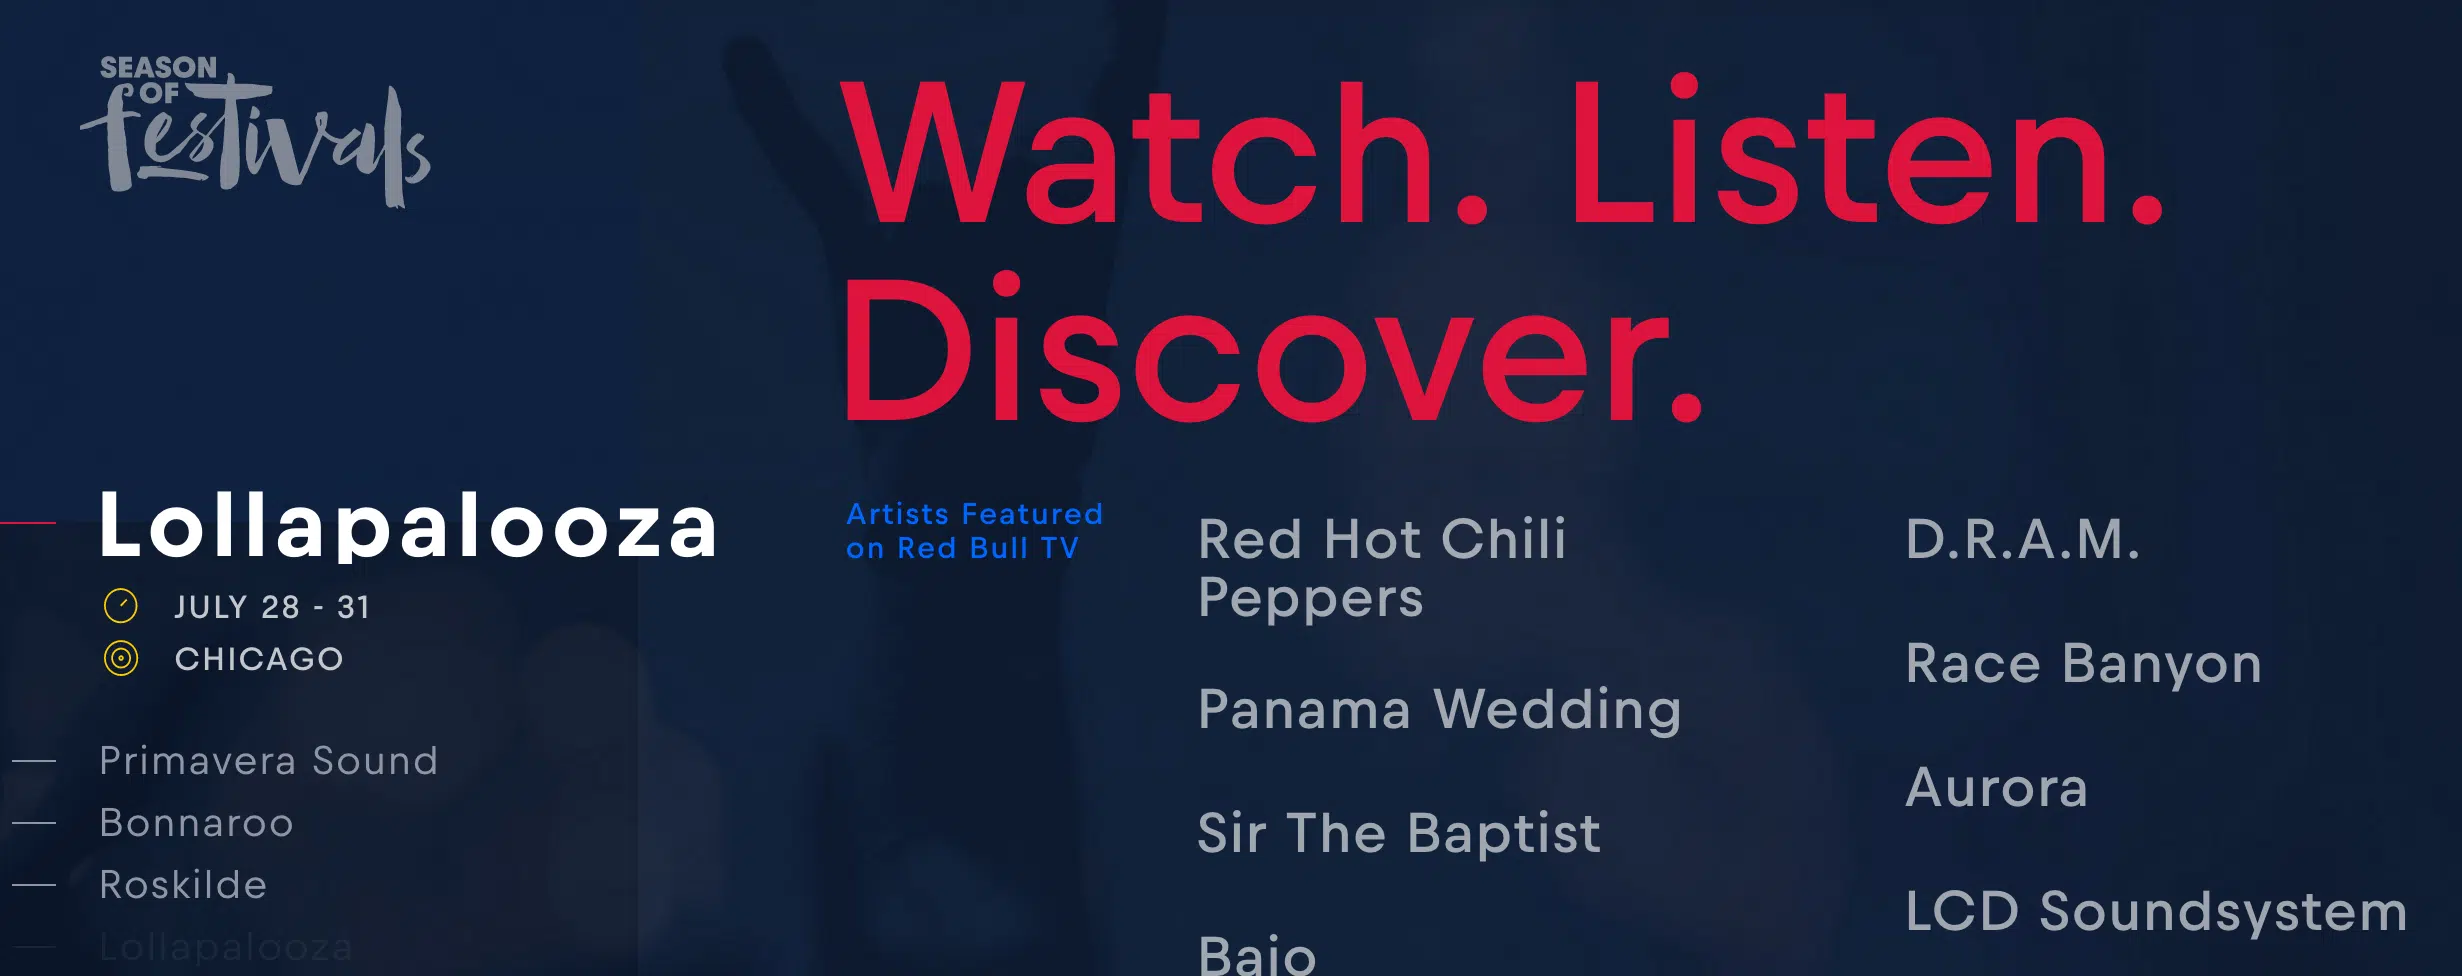 SEASON
OF
festivals
Watch. Listen.
Discover.
Lollapalooza
JULY 28 - 31
CHICAGO
Primavera Sound
Bonnaroo
Roskilde
Lollapalooza
Artists Featured
on Red Bull TV
Red Hot Chili
Peppers
Panama Wedding
Sir The Baptist
Bajo
D.R.A.M.
Race Banyon
Aurora
LCD Soundsystem